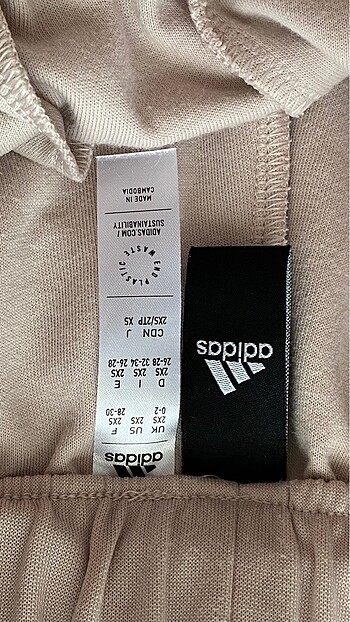 adidas
UK US F
2XS 2XS 2XS
0-2 28-30
D I E
2XS 2XS 2XS
26-28 32-34 26-28
CDN J
2XS/2TP XS
END PLASTIC WASTE
ADIDAS.COM/
SUSTAINABILITY
MADE IN
CAMBODIA
adidas